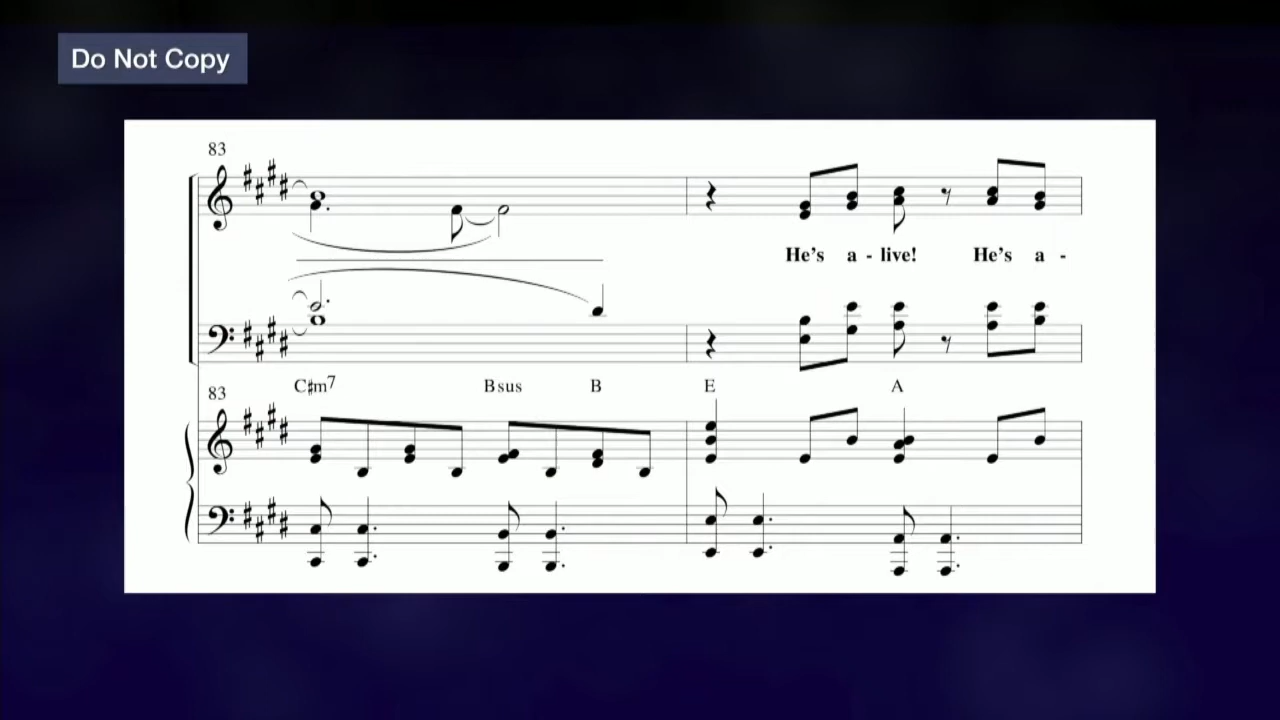 Do Not Copy
83
He's a - live! He's a -
C♯m7 Bsus B E A
83